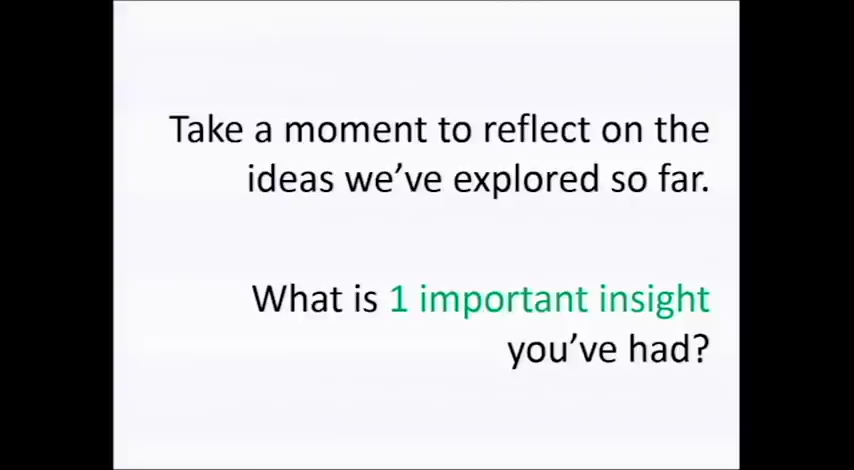 Take a moment to reflect on the
ideas we’ve explored so far.
What is 1 important insight
you’ve had?